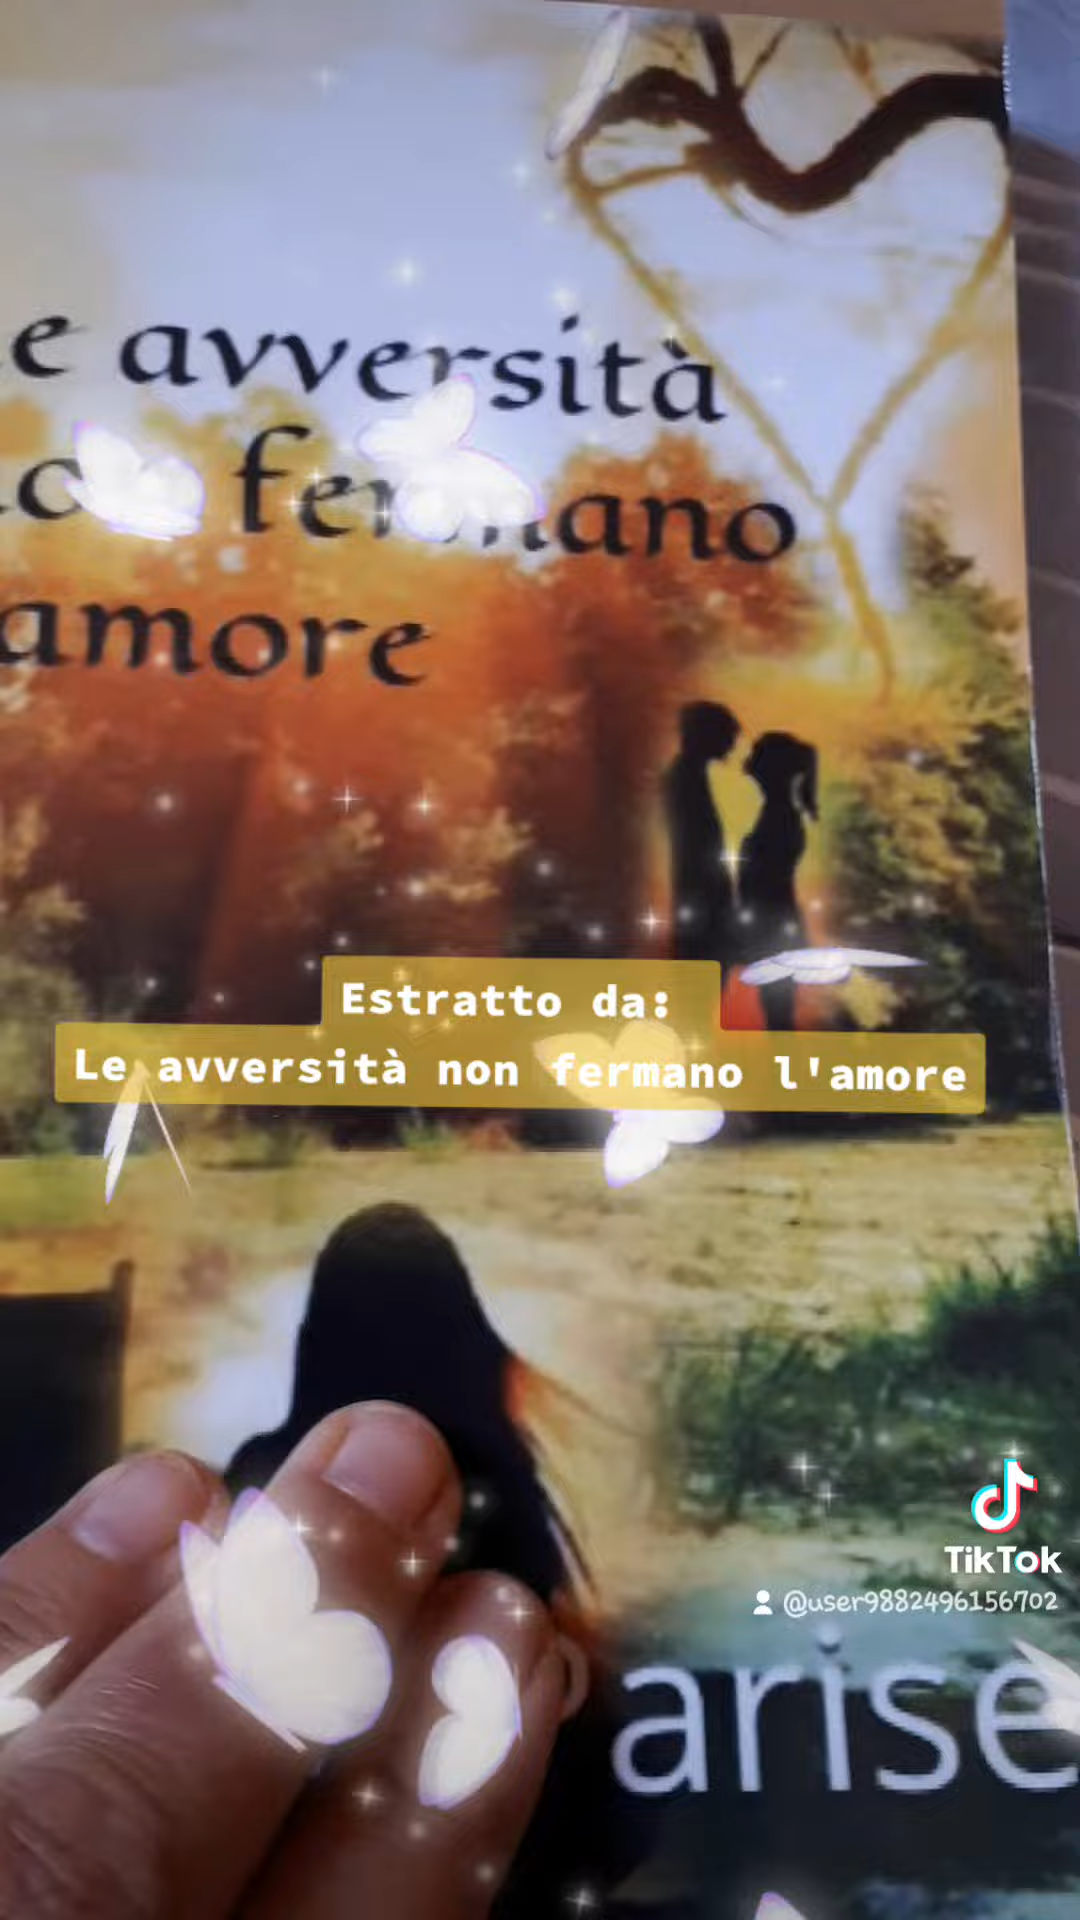 e avversità
fermano
amore
Estratto da:
Le avversità non fermano l'amore
TikTok
@user9882496156702
arise